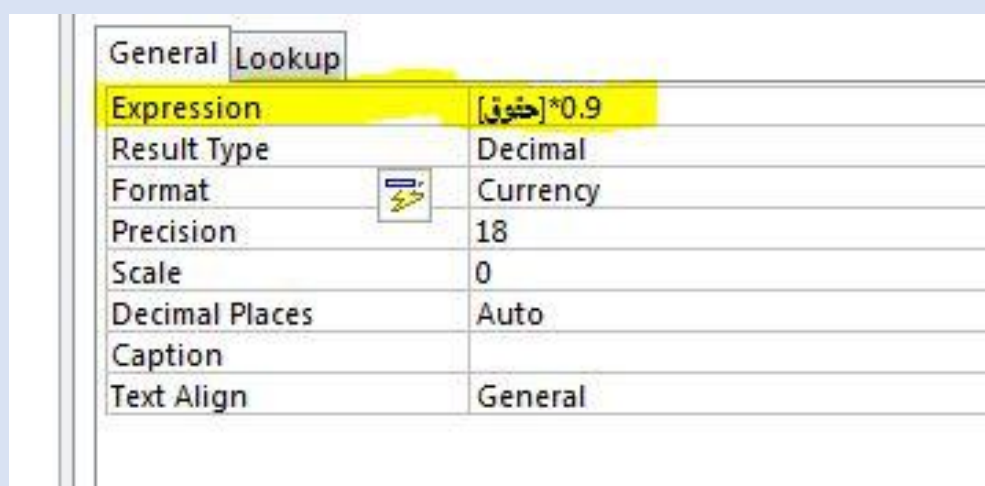 General Lookup
Expression [حقوق]*0.9
Result Type Decimal
Format Currency
Precision 18
Scale 0
Decimal Places Auto
Caption
Text Align General